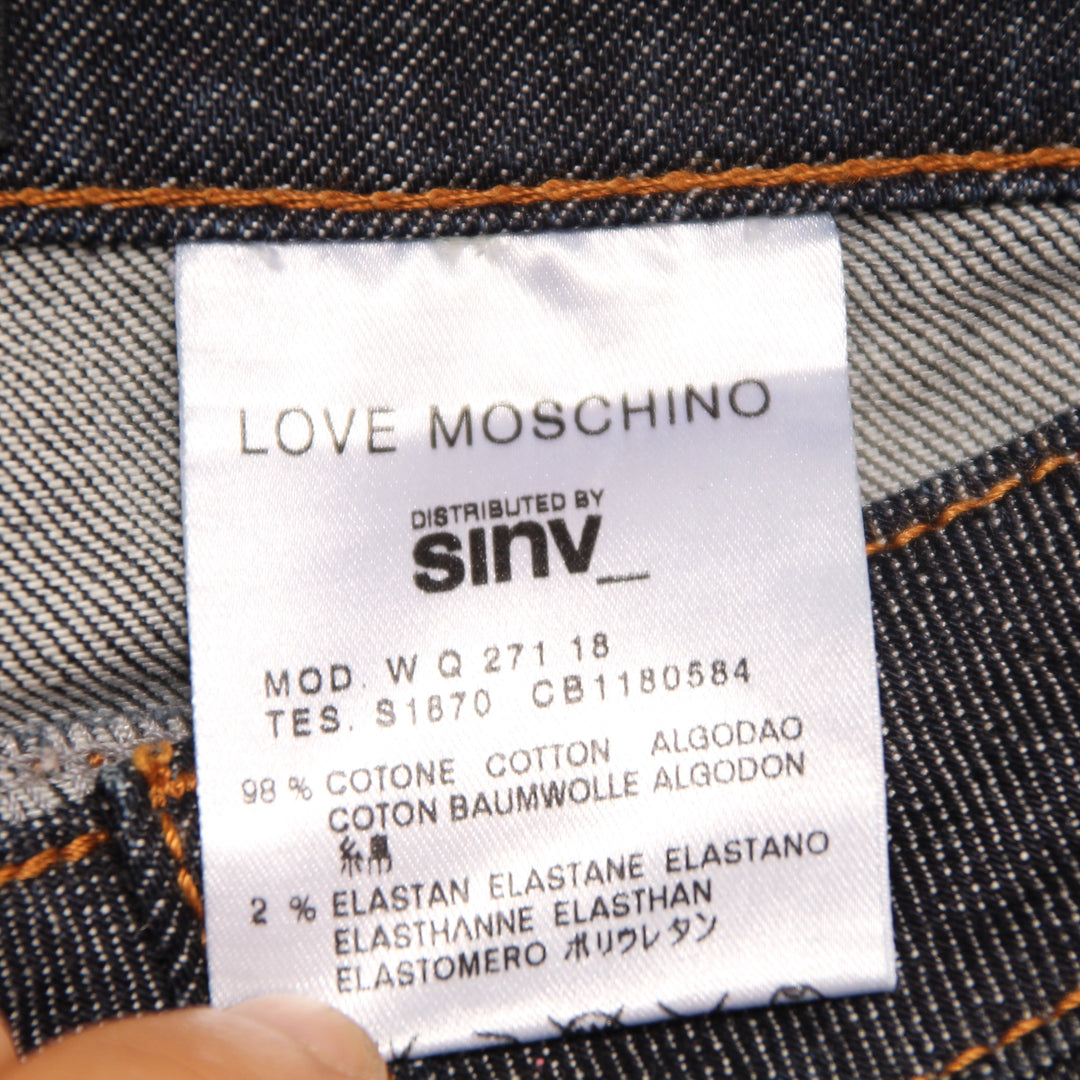 LOVE MOSCHINO
DISTRIBUTED BY
sinv_
MOD. W Q 271 18
TES. S1870 CB1180584
98 % COTONE COTTON ALGODAO
COTON BAUMWOLLE ALGODON
綿
2 % ELASTAN ELASTANE ELASTANO
ELASTHANNE ELASTHAN
ELASTOMERO ポリウレタン